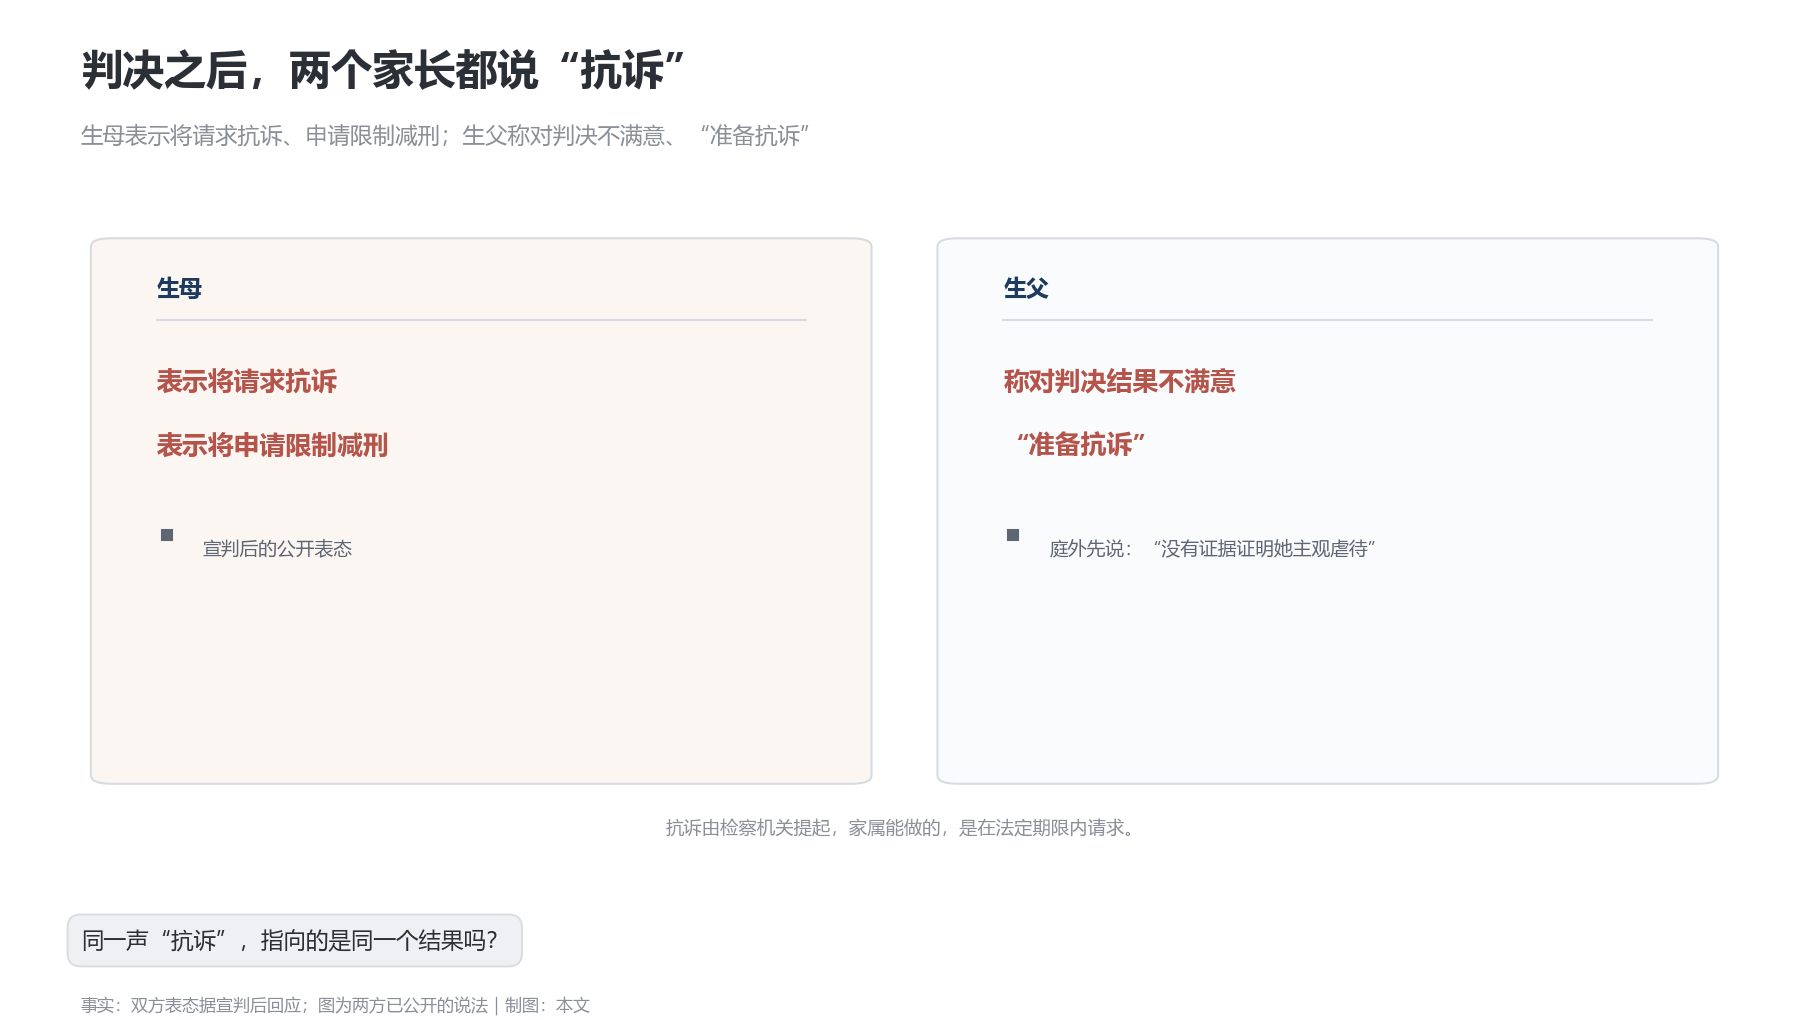 判决之后，两个家长都说“抗诉”
生母表示将请求抗诉、申请限制减刑；生父称对判决不满意、“准备抗诉”
生母
表示将请求抗诉
表示将申请限制减刑
宣判后的公开表态
生父
称对判决结果不满意
“准备抗诉”
庭外先说：“没有证据证明她主观虐待”
抗诉由检察机关提起，家属能做的，是在法定期限内请求。
同一声“抗诉”，指向的是同一个结果吗？
事实：双方表态据宣判后回应；图为两方已公开的说法 | 制图：本文